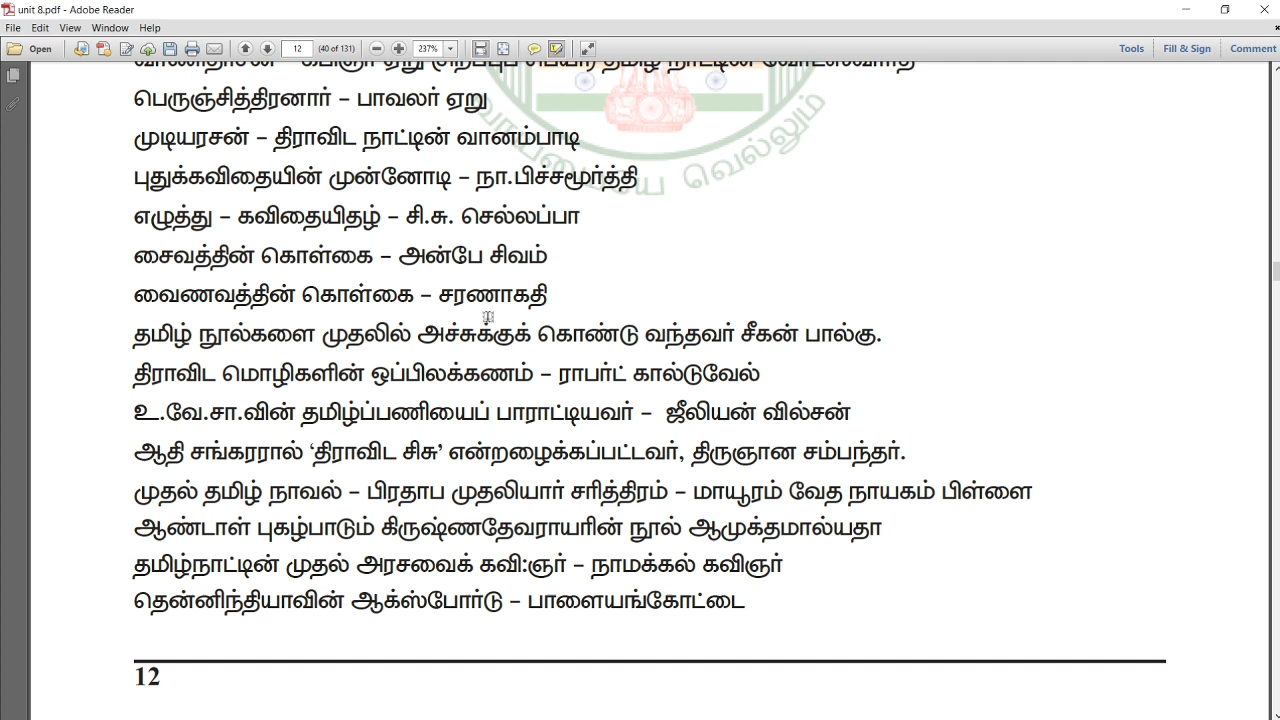 unit 8.pdf - Adobe Reader
File Edit View Window Help
Open 12 (40 of 131) 237% Tools Fill & Sign Comment
பெருஞ்சித்திரனார் – பாவலர் ஏறு
முடியரசன் – திராவிட நாட்டின் வானம்பாடி
வாய்மையே வெல்லும்
புதுக்கவிதையின் முன்னோடி – நா.பிச்சமூர்த்தி
எழுத்து – கவிதையிதழ் – சி.சு. செல்லப்பா
சைவத்தின் கொள்கை – அன்பே சிவம்
வைணவத்தின் கொள்கை – சரணாகதி
தமிழ் நூல்களை முதலில் அச்சுக்குக் கொண்டு வந்தவர் சீகன் பால்கு.
திராவிட மொழிகளின் ஒப்பிலக்கணம் – ராபர்ட் கால்டுவேல்
உ.வே.சா.வின் தமிழ்ப்பணியைப் பாராட்டியவர் – ஜீலியன் வில்சன்
ஆதி சங்கரரால் ‘திராவிட சிசு’ என்றழைக்கப்பட்டவர், திருஞான சம்பந்தர்.
முதல் தமிழ் நாவல் – பிரதாப முதலியார் சரித்திரம் – மாயூரம் வேத நாயகம் பிள்ளை
ஆண்டாள் புகழ்பாடும் கிருஷ்ணதேவராயரின் நூல் ஆமுக்தமால்யதா
தமிழ்நாட்டின் முதல் அரசவைக் கவி:ஞர் – நாமக்கல் கவிஞர்
தென்னிந்தியாவின் ஆக்ஸ்போர்டு – பாளையங்கோட்டை
12